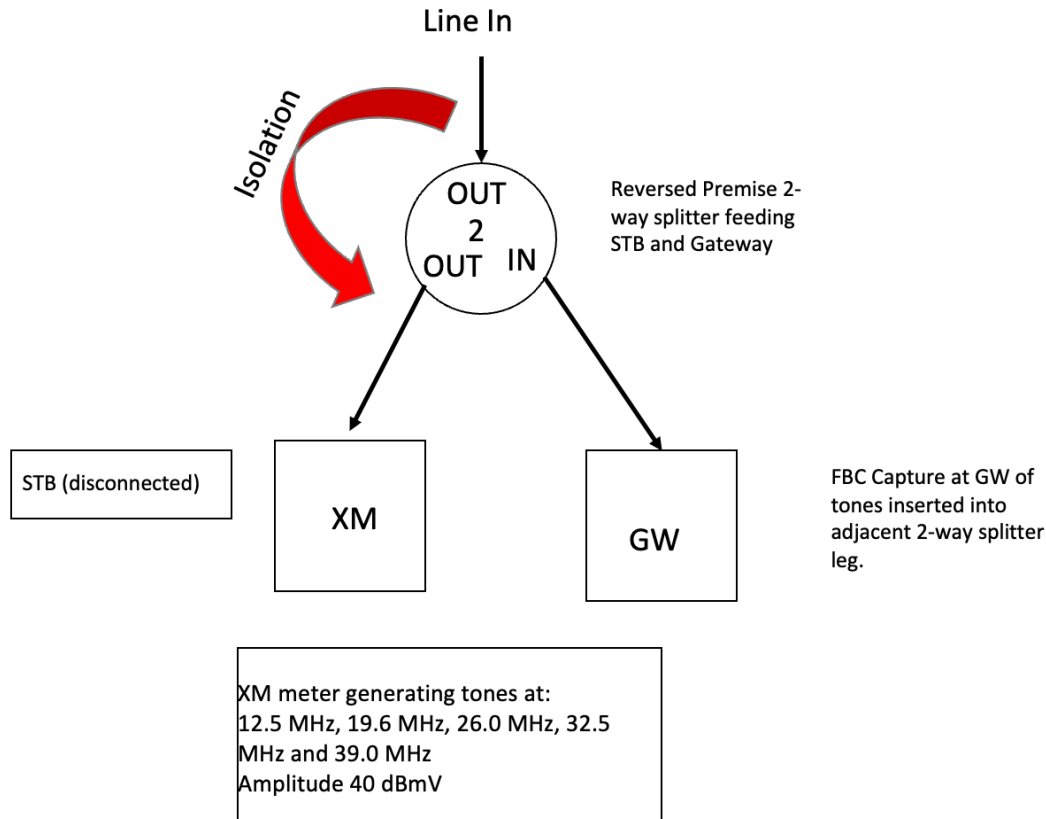 Line In
Isolation
OUT
2
OUT IN
Reversed Premise 2-
way splitter feeding
STB and Gateway
STB (disconnected)
XM
GW
FBC Capture at GW of
tones inserted into
adjacent 2-way splitter
leg.
XM meter generating tones at:
12.5 MHz, 19.6 MHz, 26.0 MHz, 32.5
MHz and 39.0 MHz
Amplitude 40 dBmV